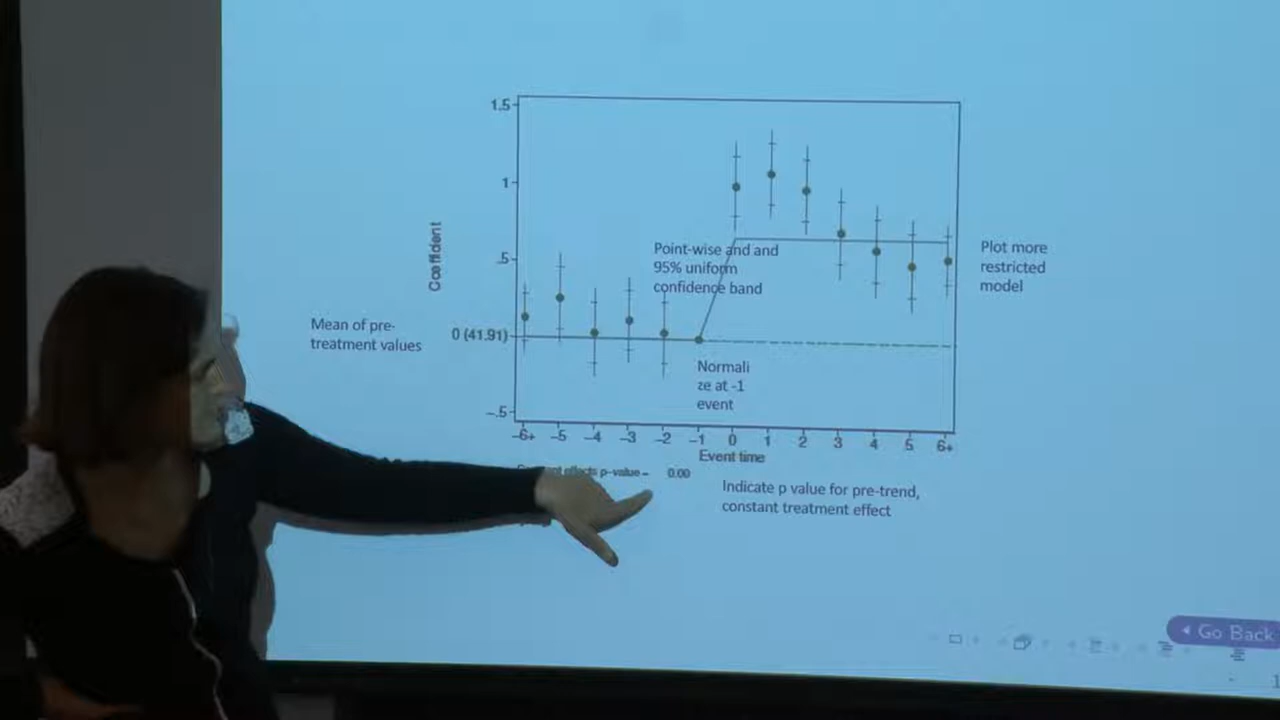 1.5
1
Coefficient
Point-wise and and
95% uniform
confidence band
Plot more
restricted
model
.5
Mean of pre-
treatment values
0 (41.91)
Normali
ze at -1
event
-.5
-6+ -5 -4 -3 -2 -1 0 1 2 3 4 5 6+
Event time
effects p-value = 0.00
Indicate p value for pre-trend,
constant treatment effect
Go Back
1